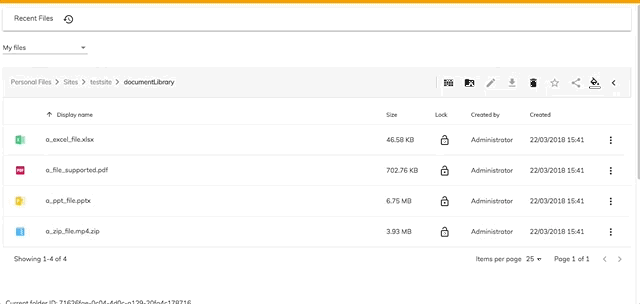 Recent Files
My files
Personal Files > Sites > testsite > documentLibrary
Display name Size Lock Created by Created
a_excel_file.xlsx 46.58 KB Administrator 22/03/2018 15:41
a_file_supported.pdf 702.76 KB Administrator 22/03/2018 15:41
a_ppt_file.pptx 6.75 MB Administrator 22/03/2018 15:41
a_zip_file.mp4.zip 3.93 MB Administrator 22/03/2018 15:41
Showing 1-4 of 4 Items per page 25 Page 1 of 1
Current folder ID: